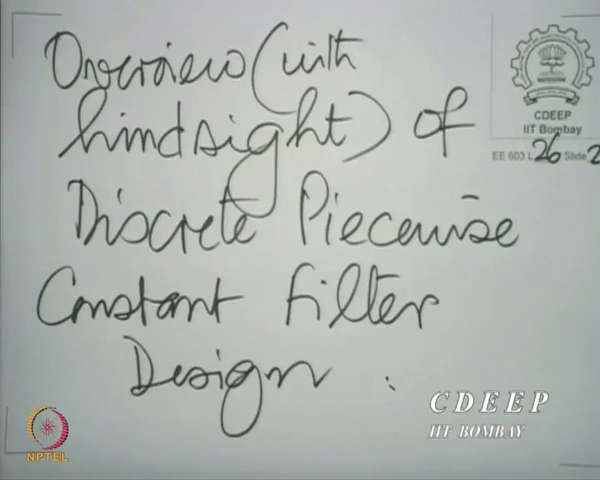 Overview (with
hindsight) of
Discrete Piecewise
Constant Filter
Design :
CDEEP
IIT Bombay
EE 603 L 26 Slide 2
CDEEP
IIT BOMBAY
NPTEL